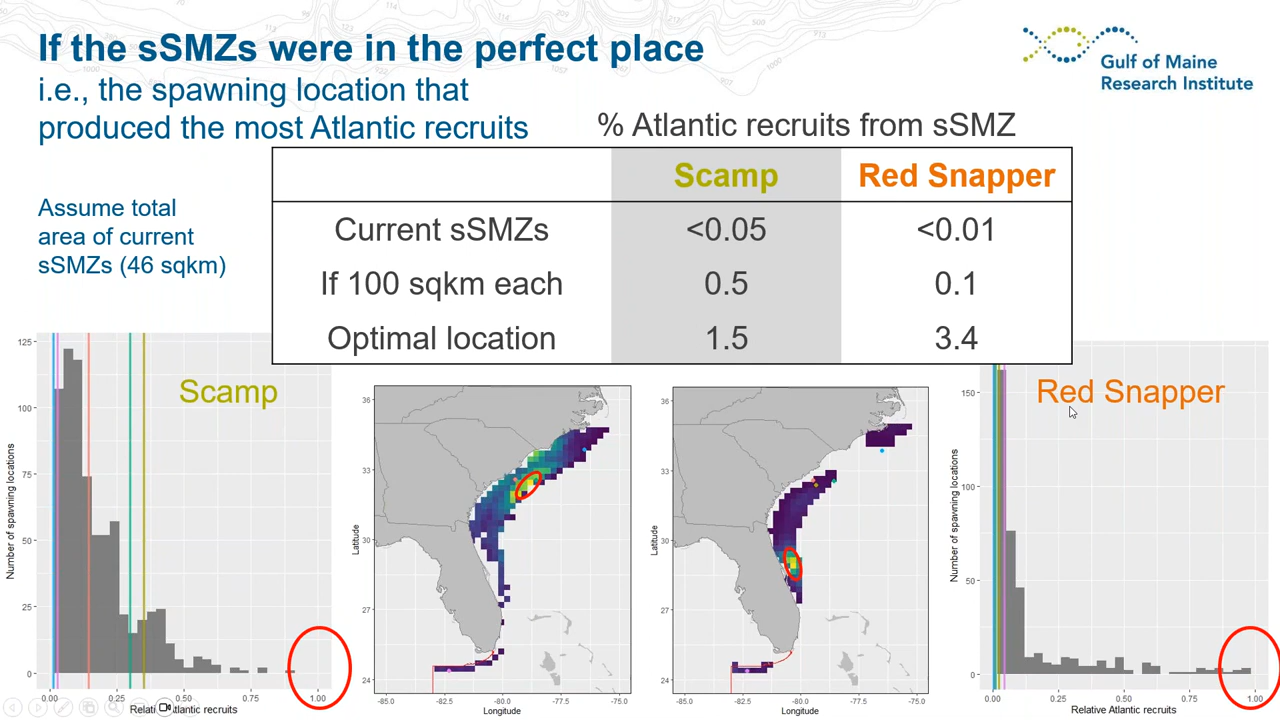 If the sSMZs were in the perfect place
i.e., the spawning location that
produced the most Atlantic recruits
Gulf of Maine
Research Institute
% Atlantic recruits from sSMZ
Scamp Red Snapper
Current sSMZs <0.05 <0.01
If 100 sqkm each 0.5 0.1
Optimal location 1.5 3.4
Assume total
area of current
sSMZs (46 sqkm)
Scamp
Number of spawning locations
125
100
75
50
25
0
0.00 0.25 0.50 0.75 1.00
Relati Atlantic recruits
Latitude
36
33
30
27
24
-85.0 -82.5 -80.0 -77.5 -75.0
Longitude
Latitude
36
33
30
27
24
-85.0 -82.5 -80.0 -77.5 -75.0
Longitude
Red Snapper
Number of spawning locations
150
100
50
0
0.00 0.25 0.50 0.75 1.00
Relative Atlantic recruits